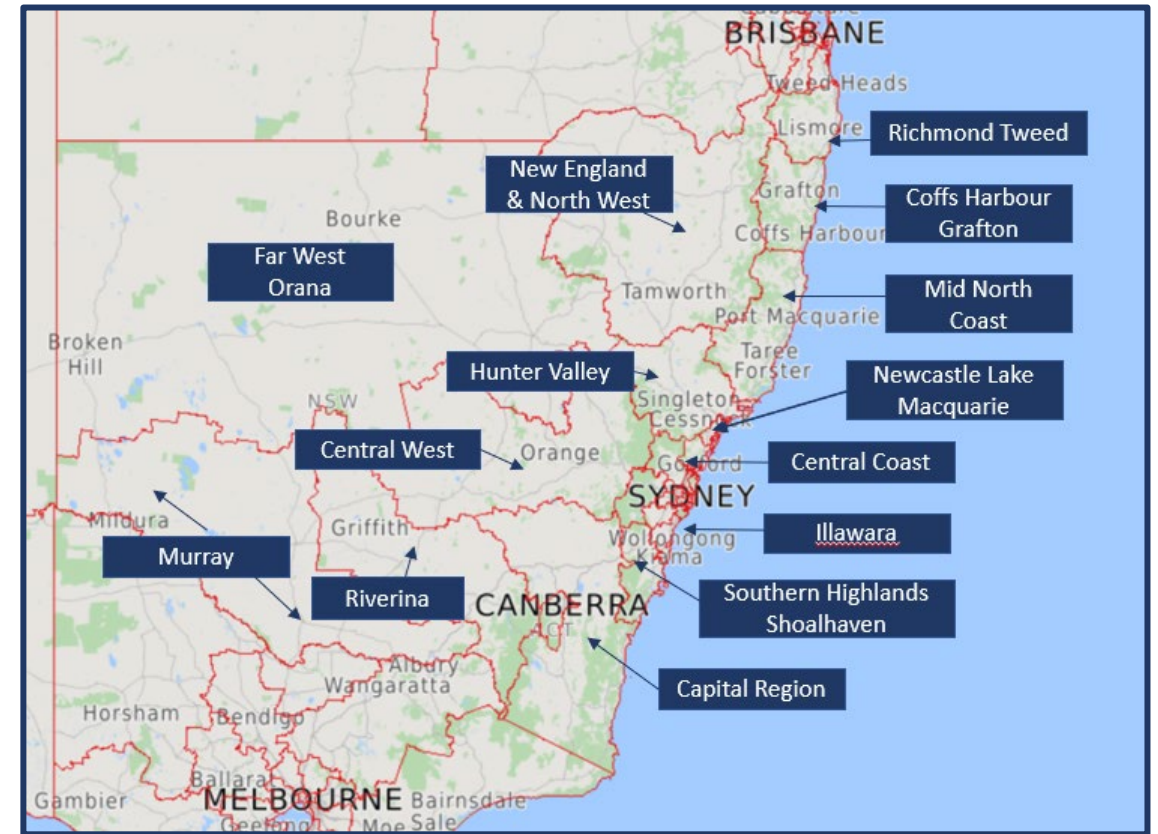 BRISBANE
Tweed Heads
Lismore
Richmond Tweed
New England
& North West
Grafton
Coffs Harbour
Grafton
Bourke
Coffs Harbour
Far West
Orana
Tamworth
Mid North
Coast
Port Macquarie
Broken
Hill
Taree
Forster
Hunter Valley
Newcastle Lake
Macquarie
NSW
Singleton
Cessnock
Central West
Orange
Gosford
Central Coast
SYDNEY
Mildura
Griffith
Wollongong
Kiama
Illawara
Murray
Riverina
CANBERRA
ACT
Southern Highlands
Shoalhaven
Albury
Wangaratta
Capital Region
Horsham
Bendigo
Ballarat
Gambier
MELBOURNE
Bairnsdale
Geelong
Moe
Sale